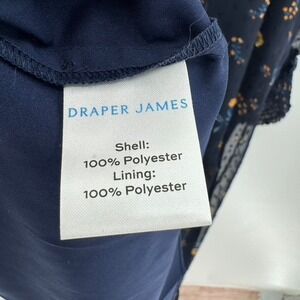 DRAPER JAMES
Shell:
100% Polyester
Lining:
100% Polyester